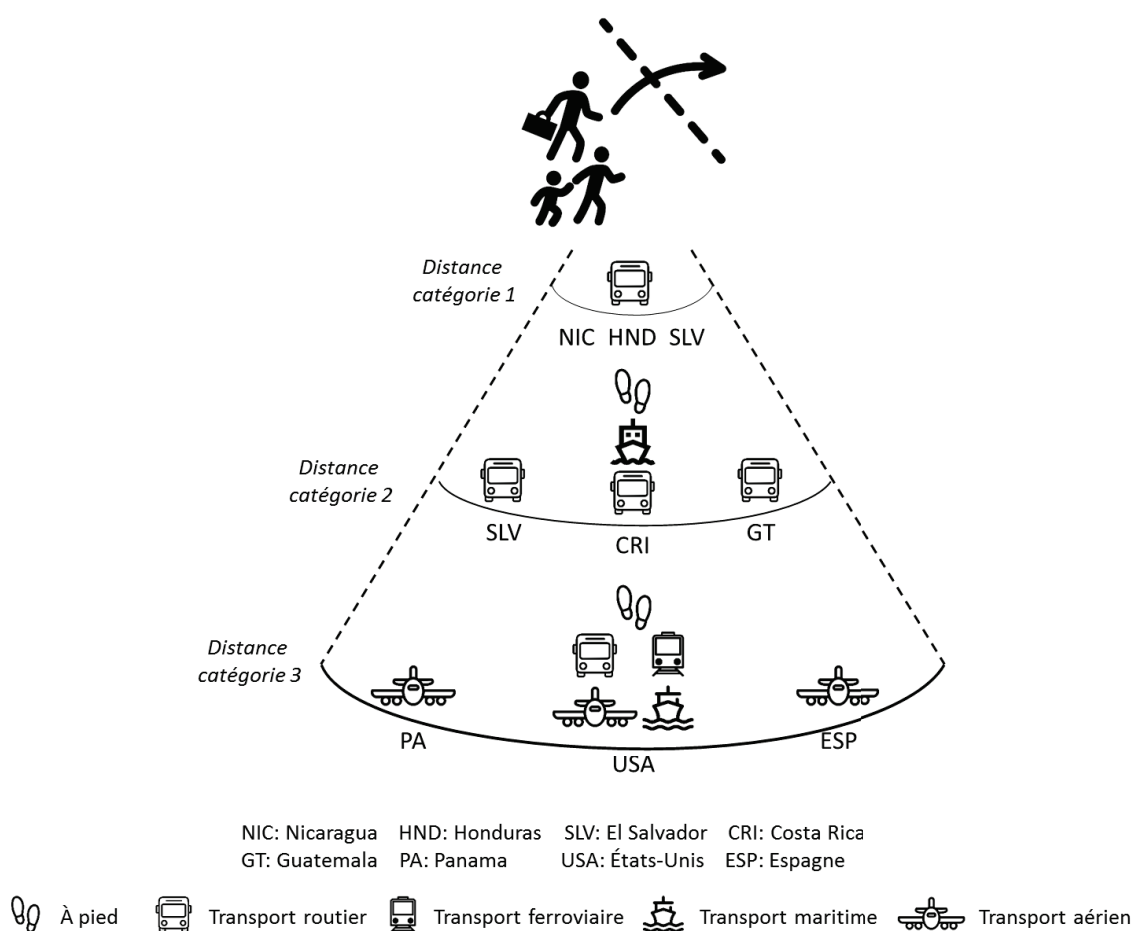 Distance
catégorie 1
NIC HND SLV
Distance
catégorie 2
SLV
CRI
GT
Distance
catégorie 3
PA
USA
ESP
NIC: Nicaragua HND: Honduras SLV: El Salvador CRI: Costa Rica
GT: Guatemala PA: Panama USA: États-Unis ESP: Espagne
À pied Transport routier Transport ferroviaire Transport maritime Transport aérien